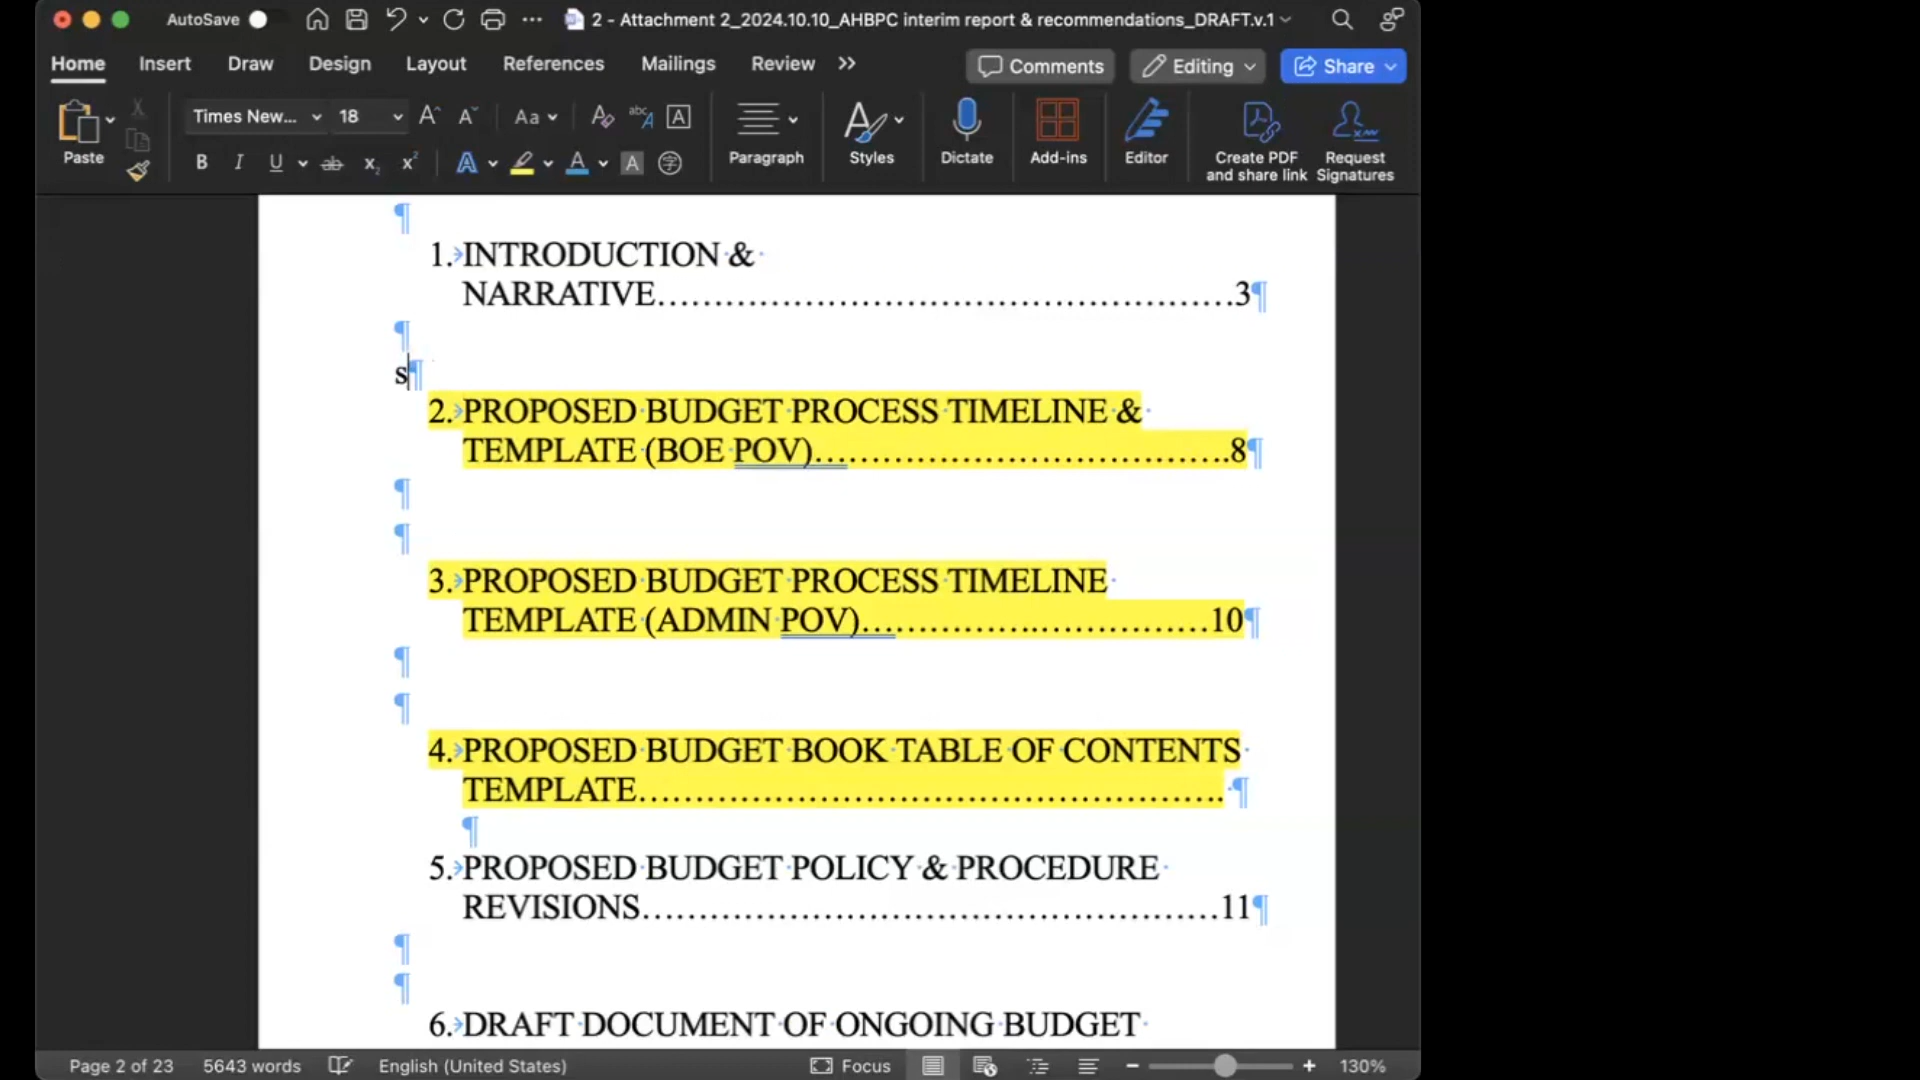 AutoSave
2 - Attachment 2_2024.10.10_AHBPC interim report & recommendations_DRAFT.v.1
Home Insert Draw Design Layout References Mailings Review >>
Comments Editing Share
Times New... 18 Aa
Paste
Paragraph Styles Dictate Add-ins Editor
Create PDF and share link
Request Signatures
1. INTRODUCTION &
NARRATIVE……………………………………………3
s
2. PROPOSED BUDGET PROCESS TIMELINE &
TEMPLATE (BOE POV)……………………………….8
3. PROPOSED BUDGET PROCESS TIMELINE
TEMPLATE (ADMIN POV)……………………………10
4. PROPOSED BUDGET BOOK TABLE OF CONTENTS
TEMPLATE…………………………………………….
5. PROPOSED BUDGET POLICY & PROCEDURE
REVISIONS……………………………………………11
6. DRAFT DOCUMENT OF ONGOING BUDGET
Page 2 of 23 5643 words English (United States) Focus 130%